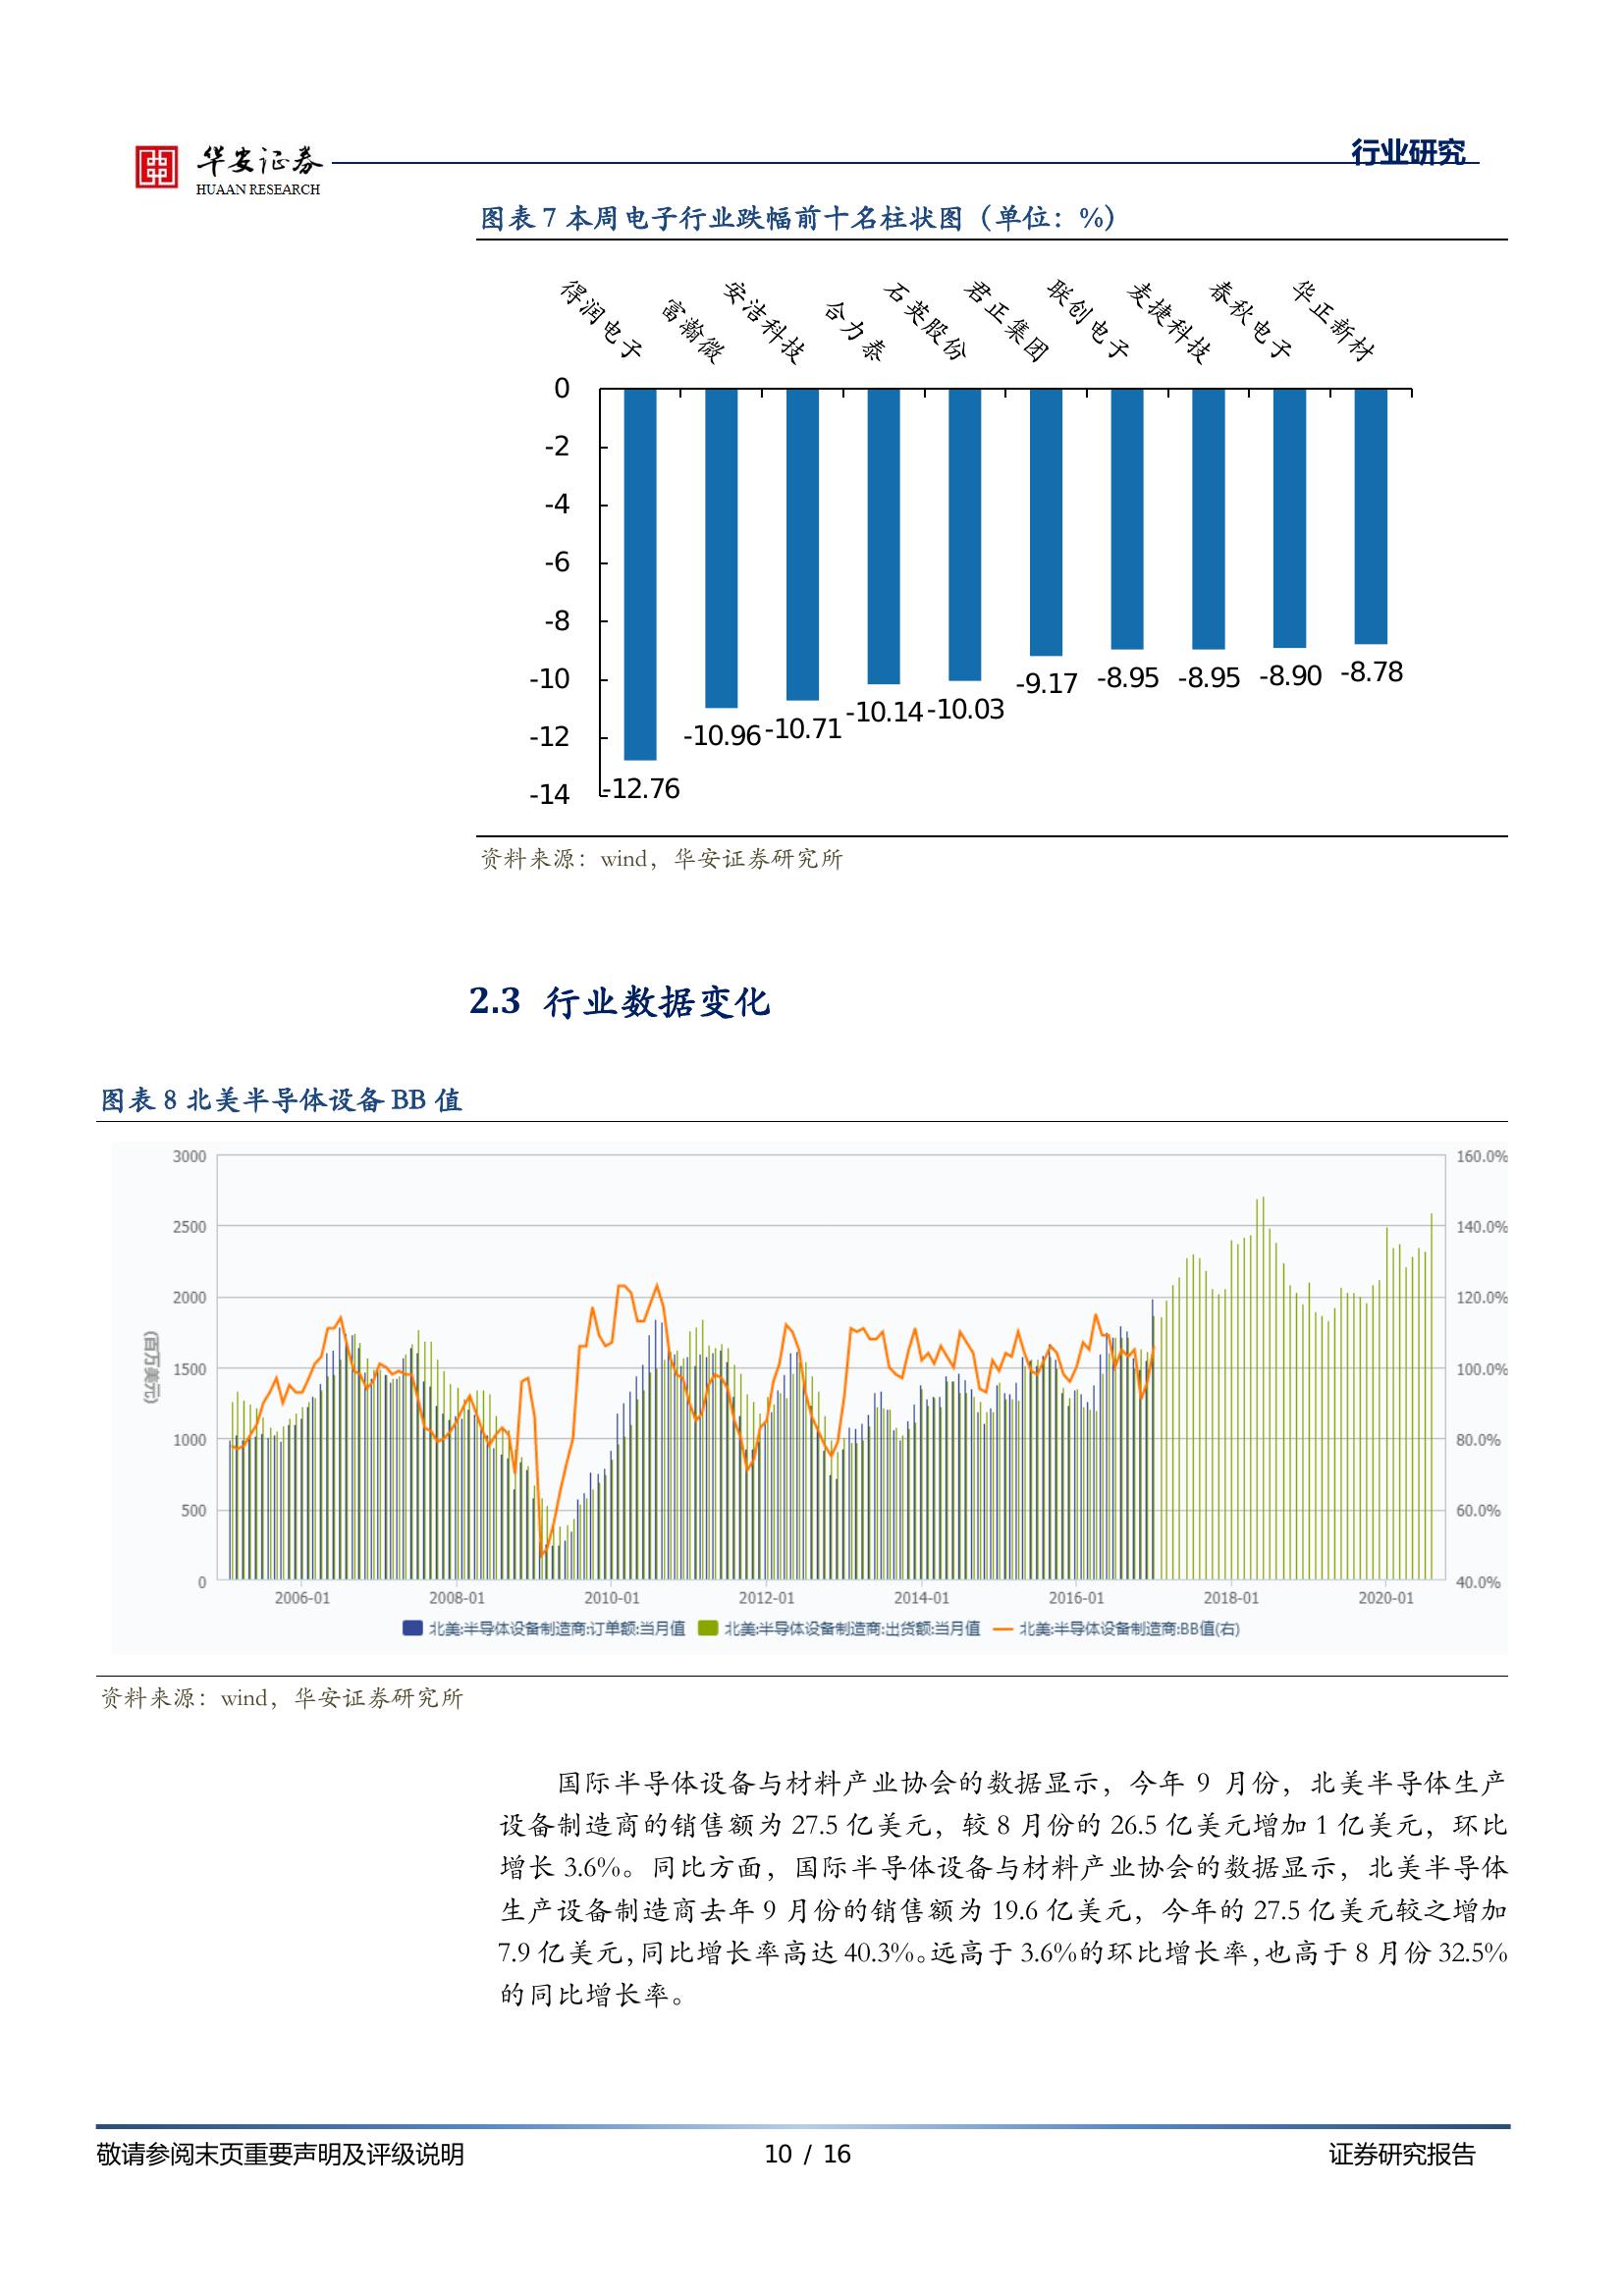 华安证券
HUAAN RESEARCH
行业研究
图表 7 本周电子行业跌幅前十名柱状图（单位：%）
得润电子
富瀚微
安洁科技
合力泰
石英股份
君正集团
联创电子
麦捷科技
春秋电子
华正新材
0
-2
-4
-6
-8
-10
-12
-14
-12.76
-10.96
-10.71
-10.14
-10.03
-9.17
-8.95
-8.95
-8.90
-8.78
资料来源：wind，华安证券研究所
2.3 行业数据变化
图表 8 北美半导体设备 BB 值
3000
2500
2000
1500
1000
500
0
(百万美元)
160.0%
140.0%
120.0%
100.0%
80.0%
60.0%
40.0%
2006-01
2008-01
2010-01
2012-01
2014-01
2016-01
2018-01
2020-01
北美:半导体设备制造商:订单额:当月值
北美:半导体设备制造商:出货额:当月值
北美:半导体设备制造商:BB值(右)
资料来源：wind，华安证券研究所
国际半导体设备与材料产业协会的数据显示，今年 9 月份，北美半导体生产
设备制造商的销售额为 27.5 亿美元，较 8 月份的 26.5 亿美元增加 1 亿美元，环比
增长 3.6%。同比方面，国际半导体设备与材料产业协会的数据显示，北美半导体
生产设备制造商去年 9 月份的销售额为 19.6 亿美元，今年的 27.5 亿美元较之增加
7.9 亿美元，同比增长率高达 40.3%。远高于 3.6%的环比增长率，也高于 8 月份 32.5%
的同比增长率。
敬请参阅末页重要声明及评级说明
10 / 16
证券研究报告